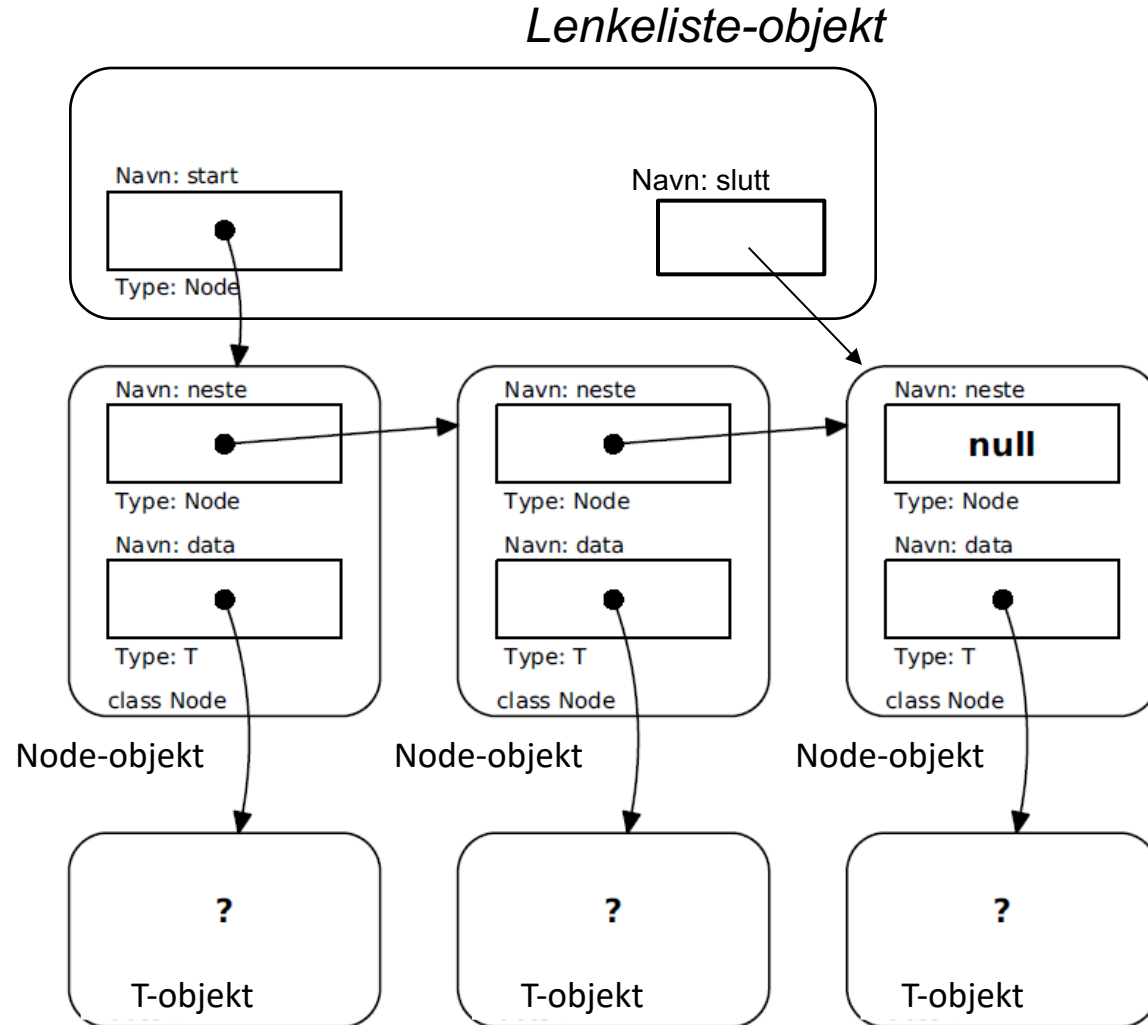 Lenkeliste-objekt
Navn: start
Navn: slutt
Type: Node
Navn: neste
Navn: neste
Navn: neste
null
Type: Node
Type: Node
Type: Node
Navn: data
Navn: data
Navn: data
Type: T
Type: T
Type: T
class Node
class Node
class Node
Node-objekt
Node-objekt
Node-objekt
?
?
?
T-objekt
T-objekt
T-objekt